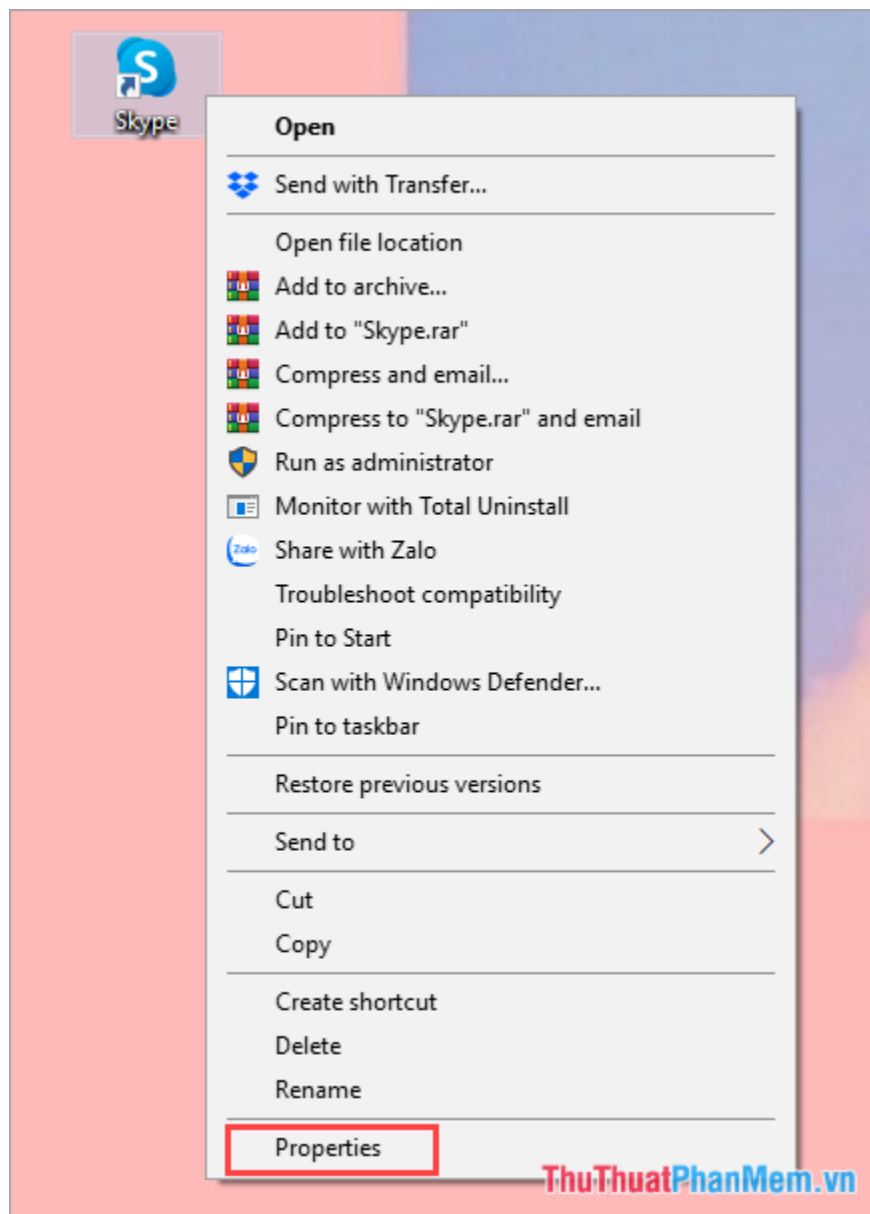 S
Skype
Open
Send with Transfer...
Open file location
Add to archive...
Add to "Skype.rar"
Compress and email...
Compress to "Skype.rar" and email
Run as administrator
Monitor with Total Uninstall
Zalo Share with Zalo
Troubleshoot compatibility
Pin to Start
Scan with Windows Defender...
Pin to taskbar
Restore previous versions
Send to
Cut
Copy
Create shortcut
Delete
Rename
Properties
ThuThuatPhanMem.vn